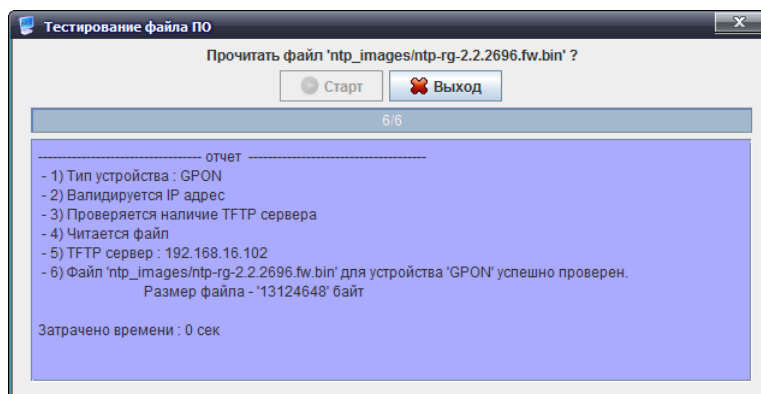 Тестирование файла ПО
x
Прочитать файл 'ntp_images/ntp-rg-2.2.2696.fw.bin' ?
Старт Выход
6/6
---------------------------------- отчет -------------------------------------
- 1) Тип устройства : GPON
- 2) Валидируется IP адрес
- 3) Проверяется наличие TFTP сервера
- 4) Читается файл
- 5) TFTP сервер : 192.168.16.102
- 6) Файл 'ntp_images/ntp-rg-2.2.2696.fw.bin' для устройства 'GPON' успешно проверен.
Размер файла - '13124648' байт
Затрачено времени : 0 сек